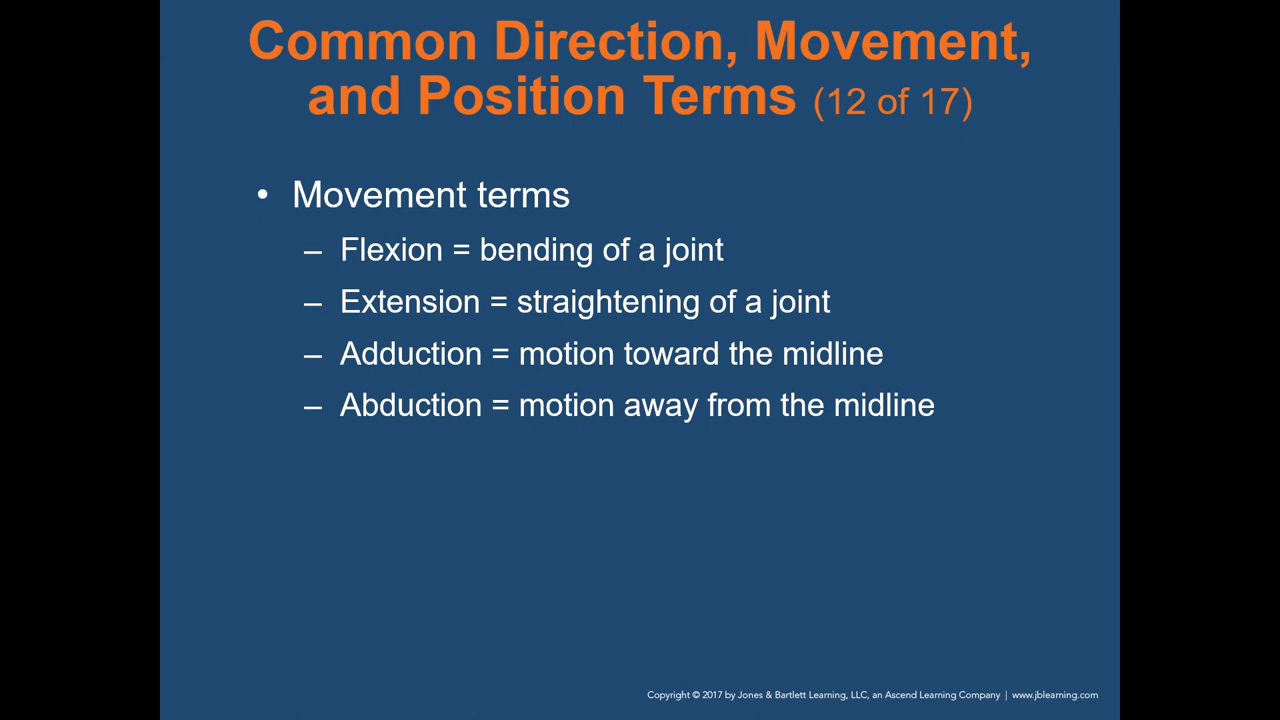 Common Direction, Movement,
and Position Terms (12 of 17)
• Movement terms
– Flexion = bending of a joint
– Extension = straightening of a joint
– Adduction = motion toward the midline
– Abduction = motion away from the midline
Copyright © 2017 by Jones & Bartlett Learning, LLC, an Ascend Learning Company | www.jblearning.com